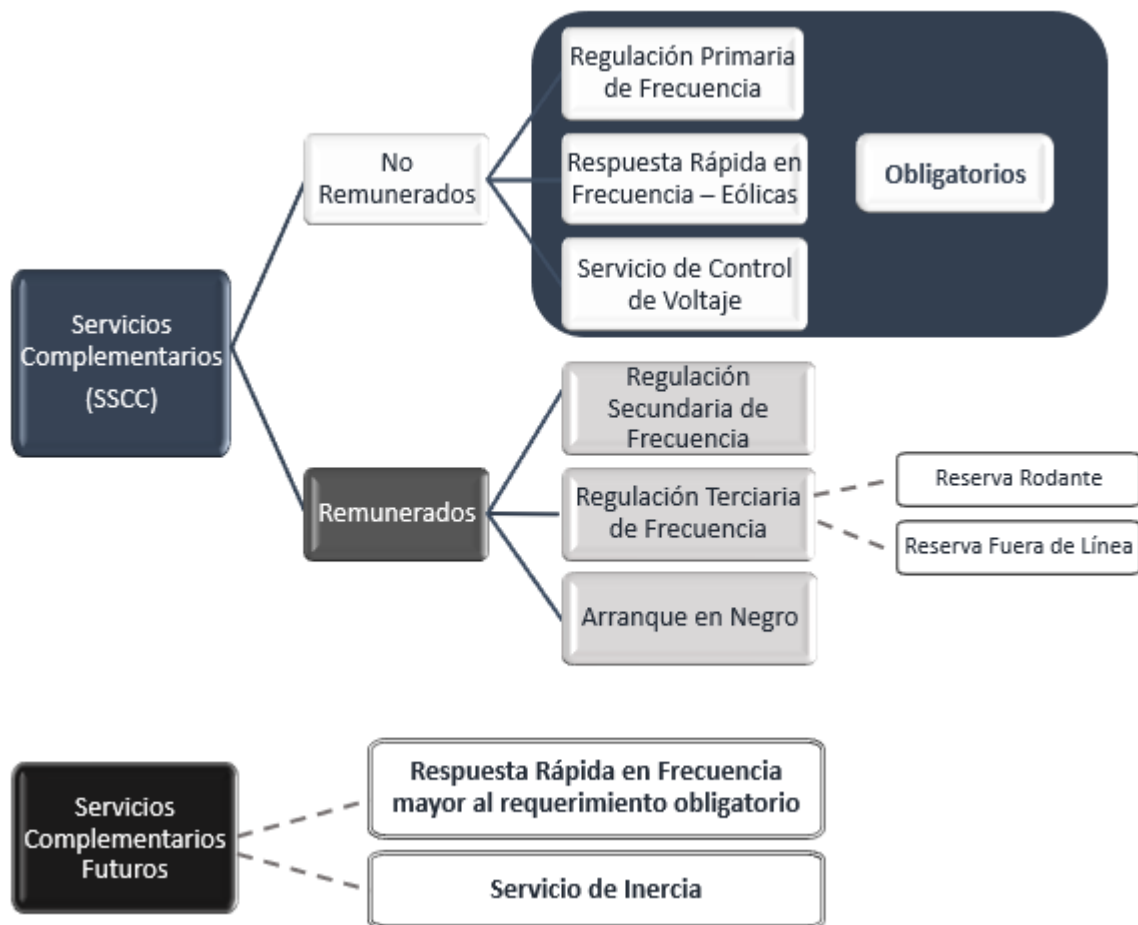 Servicios
Complementarios
(SSCC)
No
Remunerados
Regulación Primaria
de Frecuencia
Respuesta Rápida en
Frecuencia – Eólicas
Servicio de Control
de Voltaje
Obligatorios
Remunerados
Regulación
Secundaria de
Frecuencia
Regulación Terciaria
de Frecuencia
Reserva Rodante
Reserva Fuera de Línea
Arranque en Negro
Servicios
Complementarios
Futuros
Respuesta Rápida en Frecuencia
mayor al requerimiento obligatorio
Servicio de Inercia